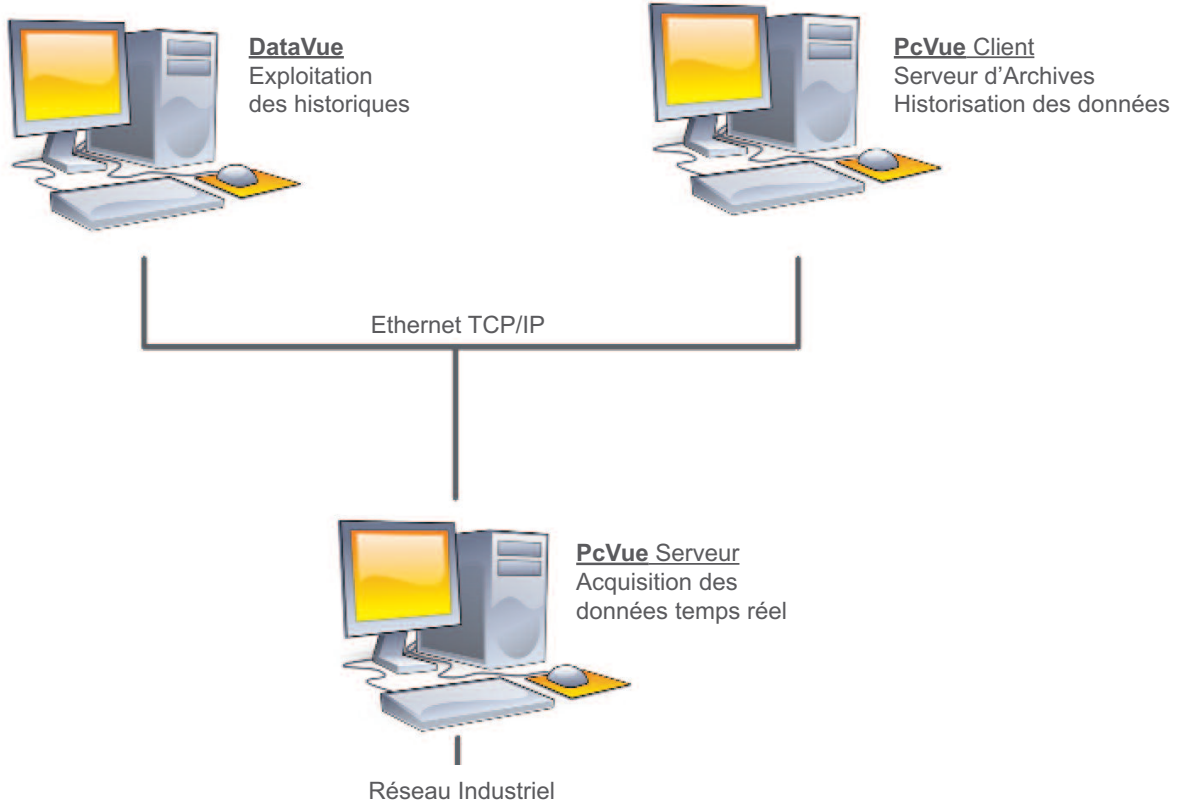 DataVue
Exploitation
des historiques
PcVue Client
Serveur d'Archives
Historisation des données
Ethernet TCP/IP
PcVue Serveur
Acquisition des
données temps réel
Réseau Industriel